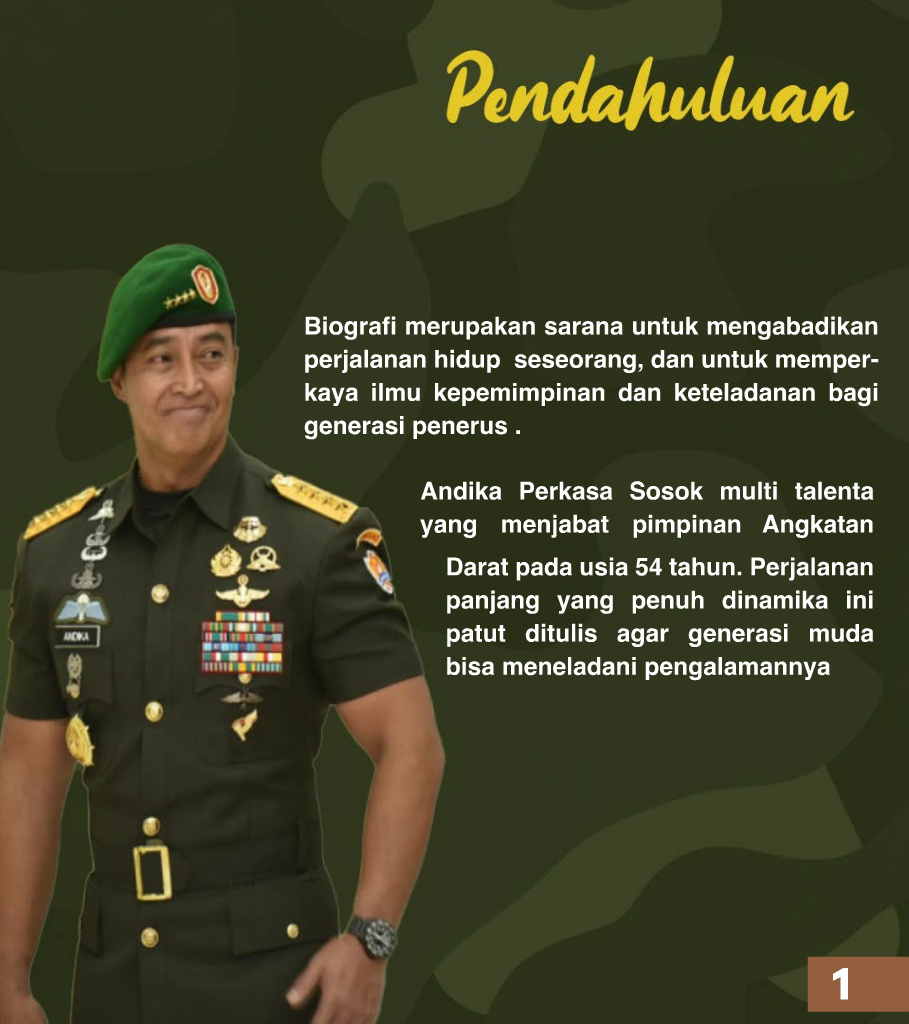 Pendahuluan
Biografi merupakan sarana untuk mengabadikan
perjalanan hidup  seseorang, dan untuk memper-
kaya ilmu kepemimpinan dan keteladanan bagi
generasi penerus .
Andika Perkasa Sosok multi talenta
yang menjabat pimpinan Angkatan
Darat pada usia 54 tahun. Perjalanan
panjang yang penuh dinamika ini
patut ditulis agar generasi muda
bisa meneladani pengalamannya
ANDIKA
1